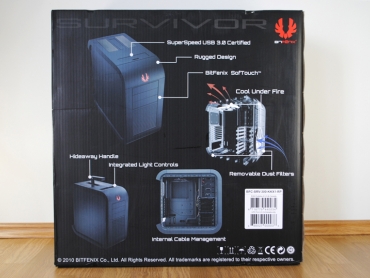 SURVIVOR
BITFENIX
SuperSpeed USB 3.0 Certified
Rugged Design
BitFenix SofTouch™
Cool Under Fire
Hideaway Handle
Integrated Light Controls
Removable Dust Filters
Internal Cable Management
© 2010 BITFENIX Co., Ltd. All rights reserved. All trademarks are registered to their respective owners.